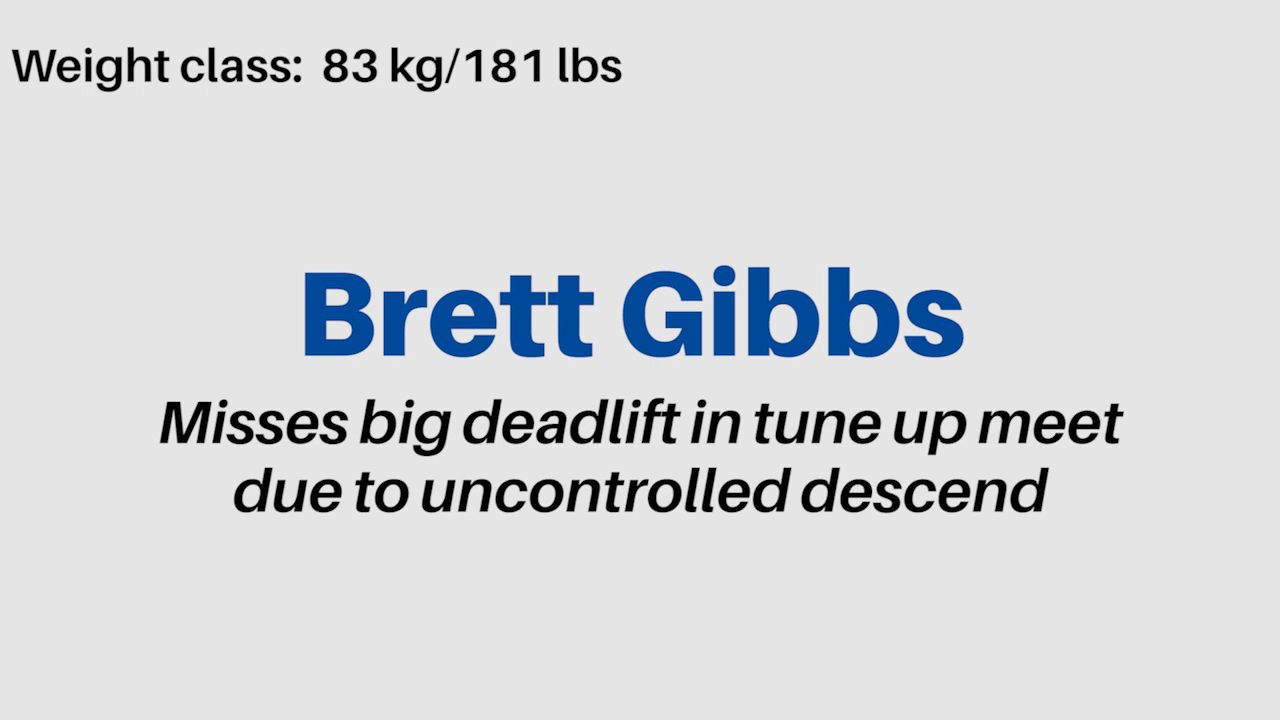 Weight class: 83 kg/181 lbs
Brett Gibbs
Misses big deadlift in tune up meet
due to uncontrolled descend